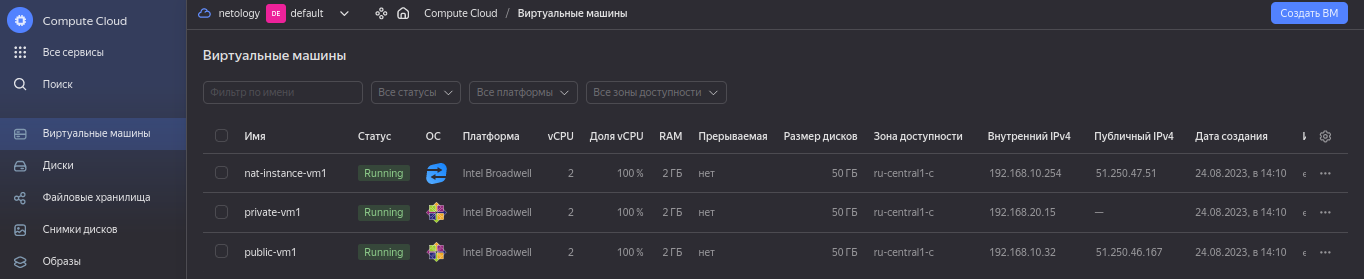 Compute Cloud
Все сервисы
Поиск
Виртуальные машины
Диски
Файловые хранилища
Снимки дисков
Образы
netology DE default Compute Cloud / Виртуальные машины Создать ВМ
Виртуальные машины
Фильтр по имени Все статусы Все платформы Все зоны доступности
Имя Статус ОС Платформа vCPU Доля vCPU RAM Прерываемая Размер дисков Зона доступности Внутренний IPv4 Публичный IPv4 Дата создания
nat-instance-vm1 Running Intel Broadwell 2 100 % 2 ГБ нет 50 ГБ ru-central1-c 192.168.10.254 51.250.47.51 24.08.2023, в 14:10
private-vm1 Running Intel Broadwell 2 100 % 2 ГБ нет 50 ГБ ru-central1-c 192.168.20.15 — 24.08.2023, в 14:10
public-vm1 Running Intel Broadwell 2 100 % 2 ГБ нет 50 ГБ ru-central1-c 192.168.10.32 51.250.46.167 24.08.2023, в 14:10